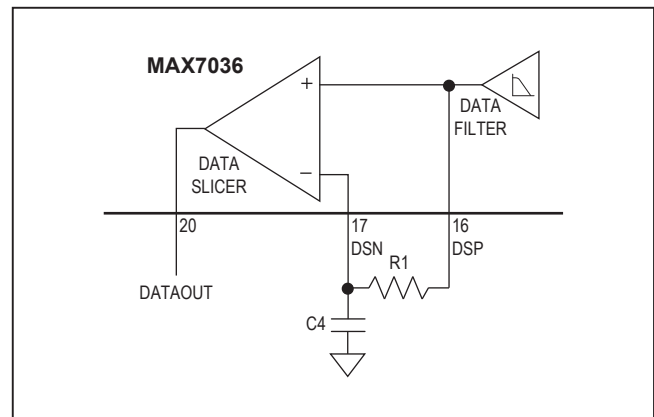 MAX7036
+
DATA
FILTER
DATA
SLICER
−
20
17
16
DSN
DSP
R1
DATAOUT
C4